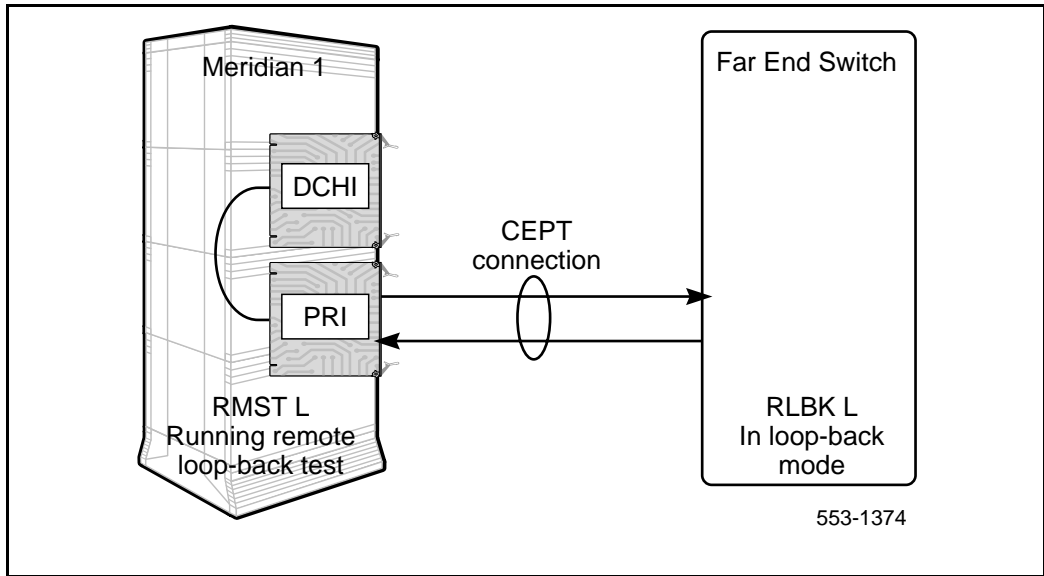 Meridian 1
Far End Switch
DCHI
CEPT
connection
PRI
RMST L
Running remote
loop-back test
RLBK L
In loop-back
mode
553-1374